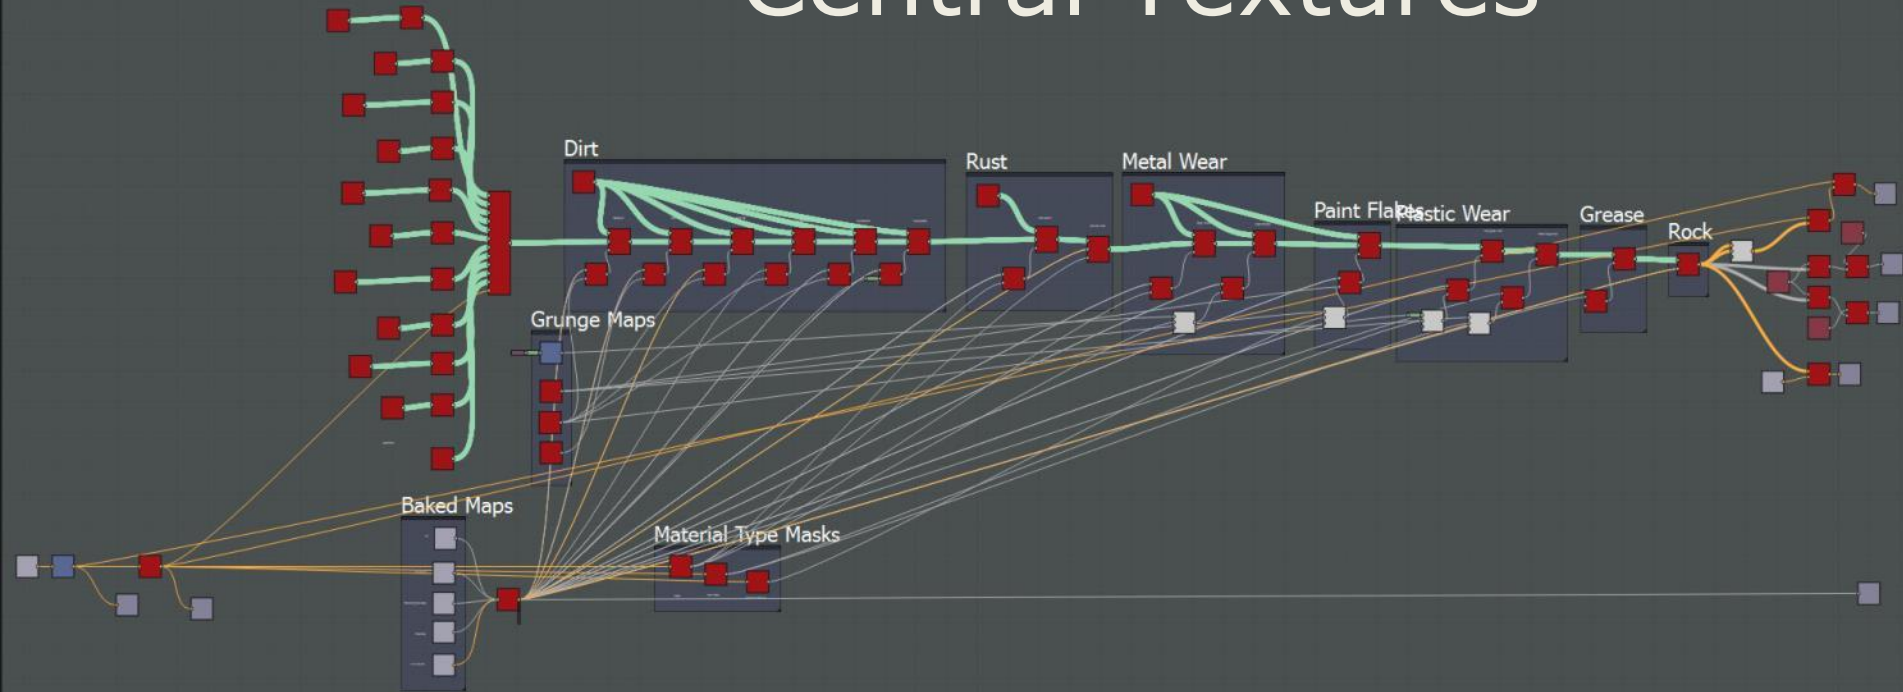 Central Textures
Dirt
Rust
Metal Wear
Paint Flakes
Plastic Wear
Grease
Rock
Grunge Maps
Baked Maps
Material Type Masks